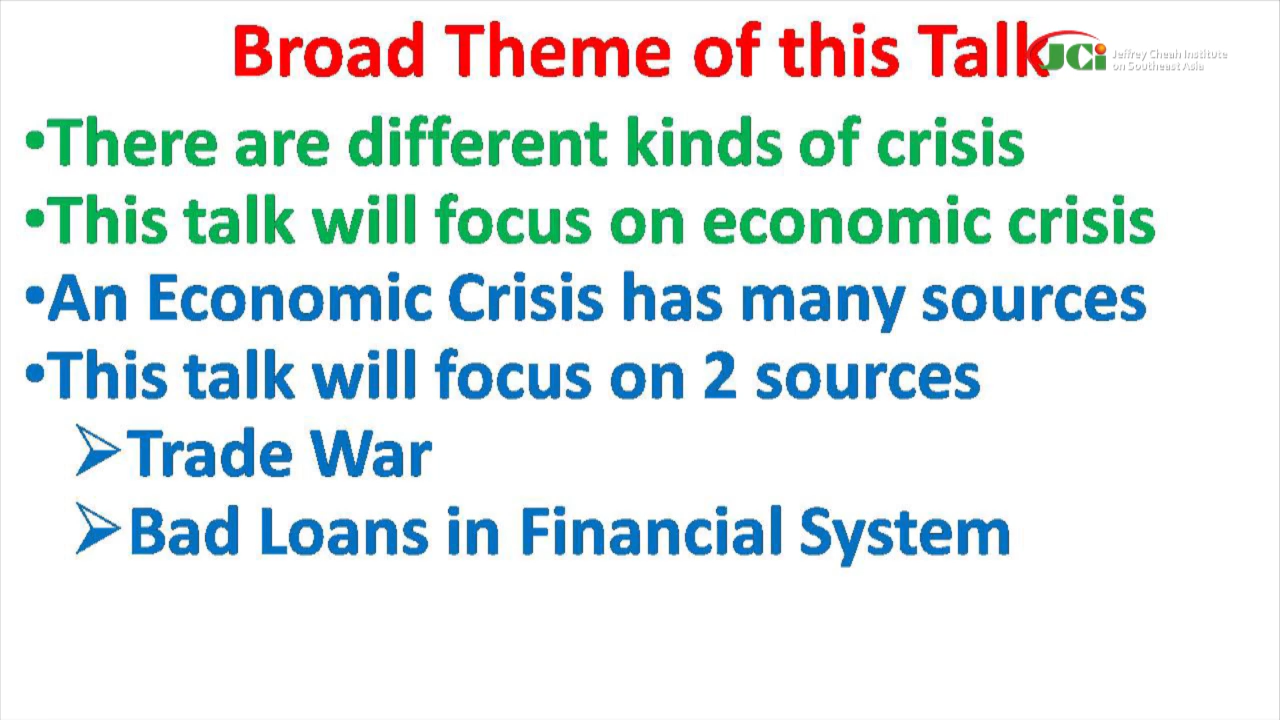 Broad Theme of this Talk
JCi Jeffrey Cheah Institute
on Southeast Asia
•There are different kinds of crisis
•This talk will focus on economic crisis
•An Economic Crisis has many sources
•This talk will focus on 2 sources
➢Trade War
➢Bad Loans in Financial System